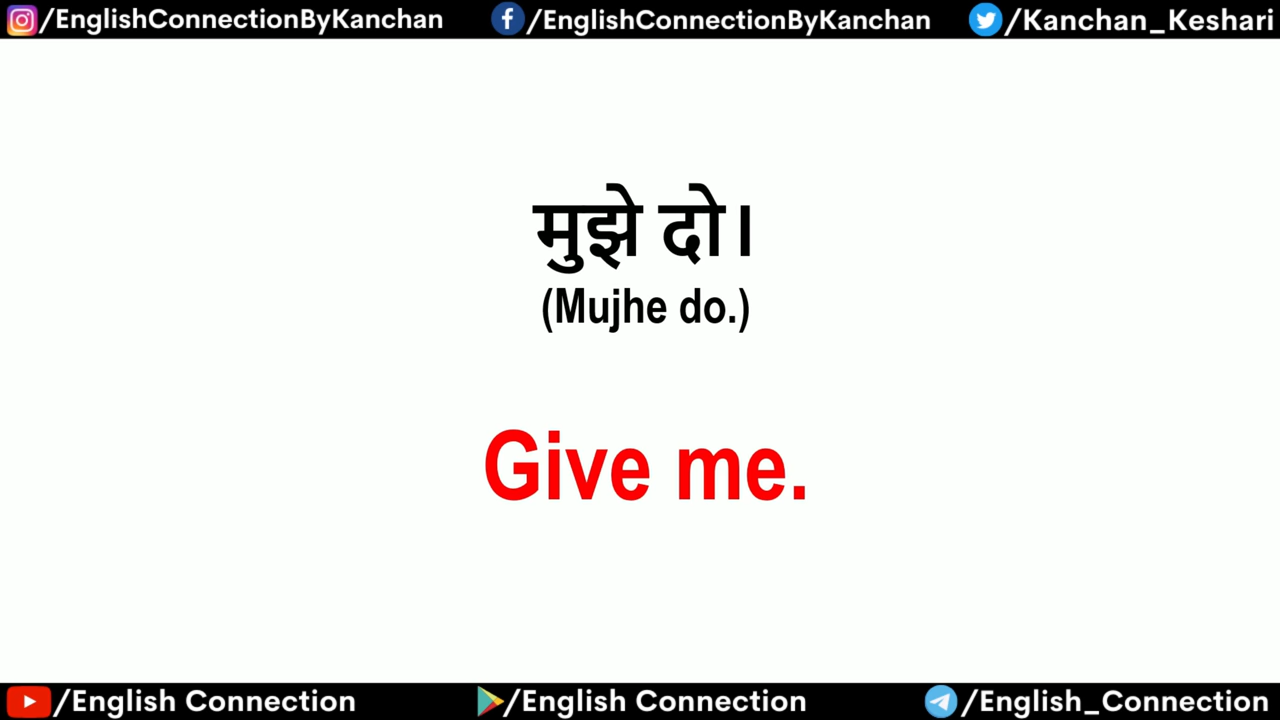 /EnglishConnectionByKanchan /EnglishConnectionByKanchan /Kanchan_Keshari
मुझे दो।
(Mujhe do.)
Give me.
/English Connection /English Connection /English_Connection